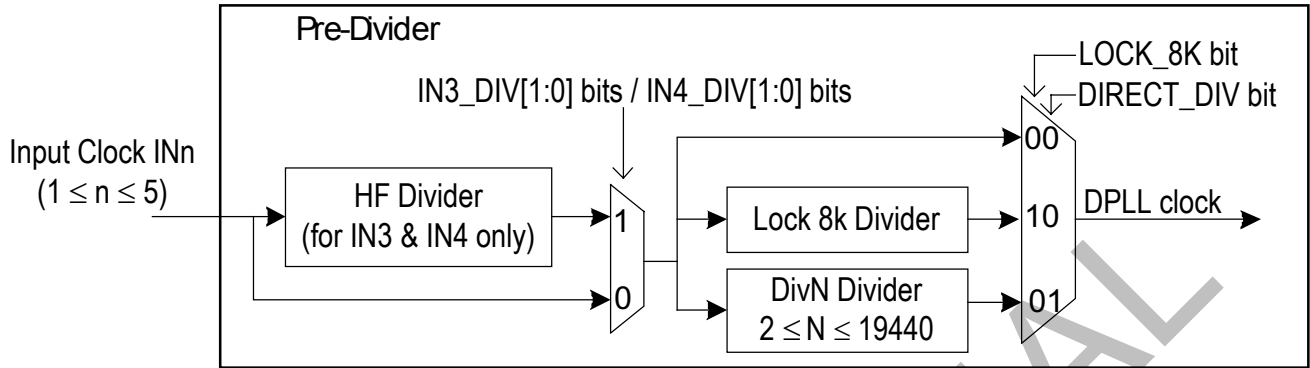 Pre-Divider
LOCK_8K bit
DIRECT_DIV bit
IN3_DIV[1:0] bits / IN4_DIV[1:0] bits
Input Clock INn
(1 ≤ n ≤ 5)
HF Divider
(for IN3 & IN4 only)
1
0
Lock 8k Divider
DivN Divider
2 ≤ N ≤ 19440
00
10
01
DPLL clock